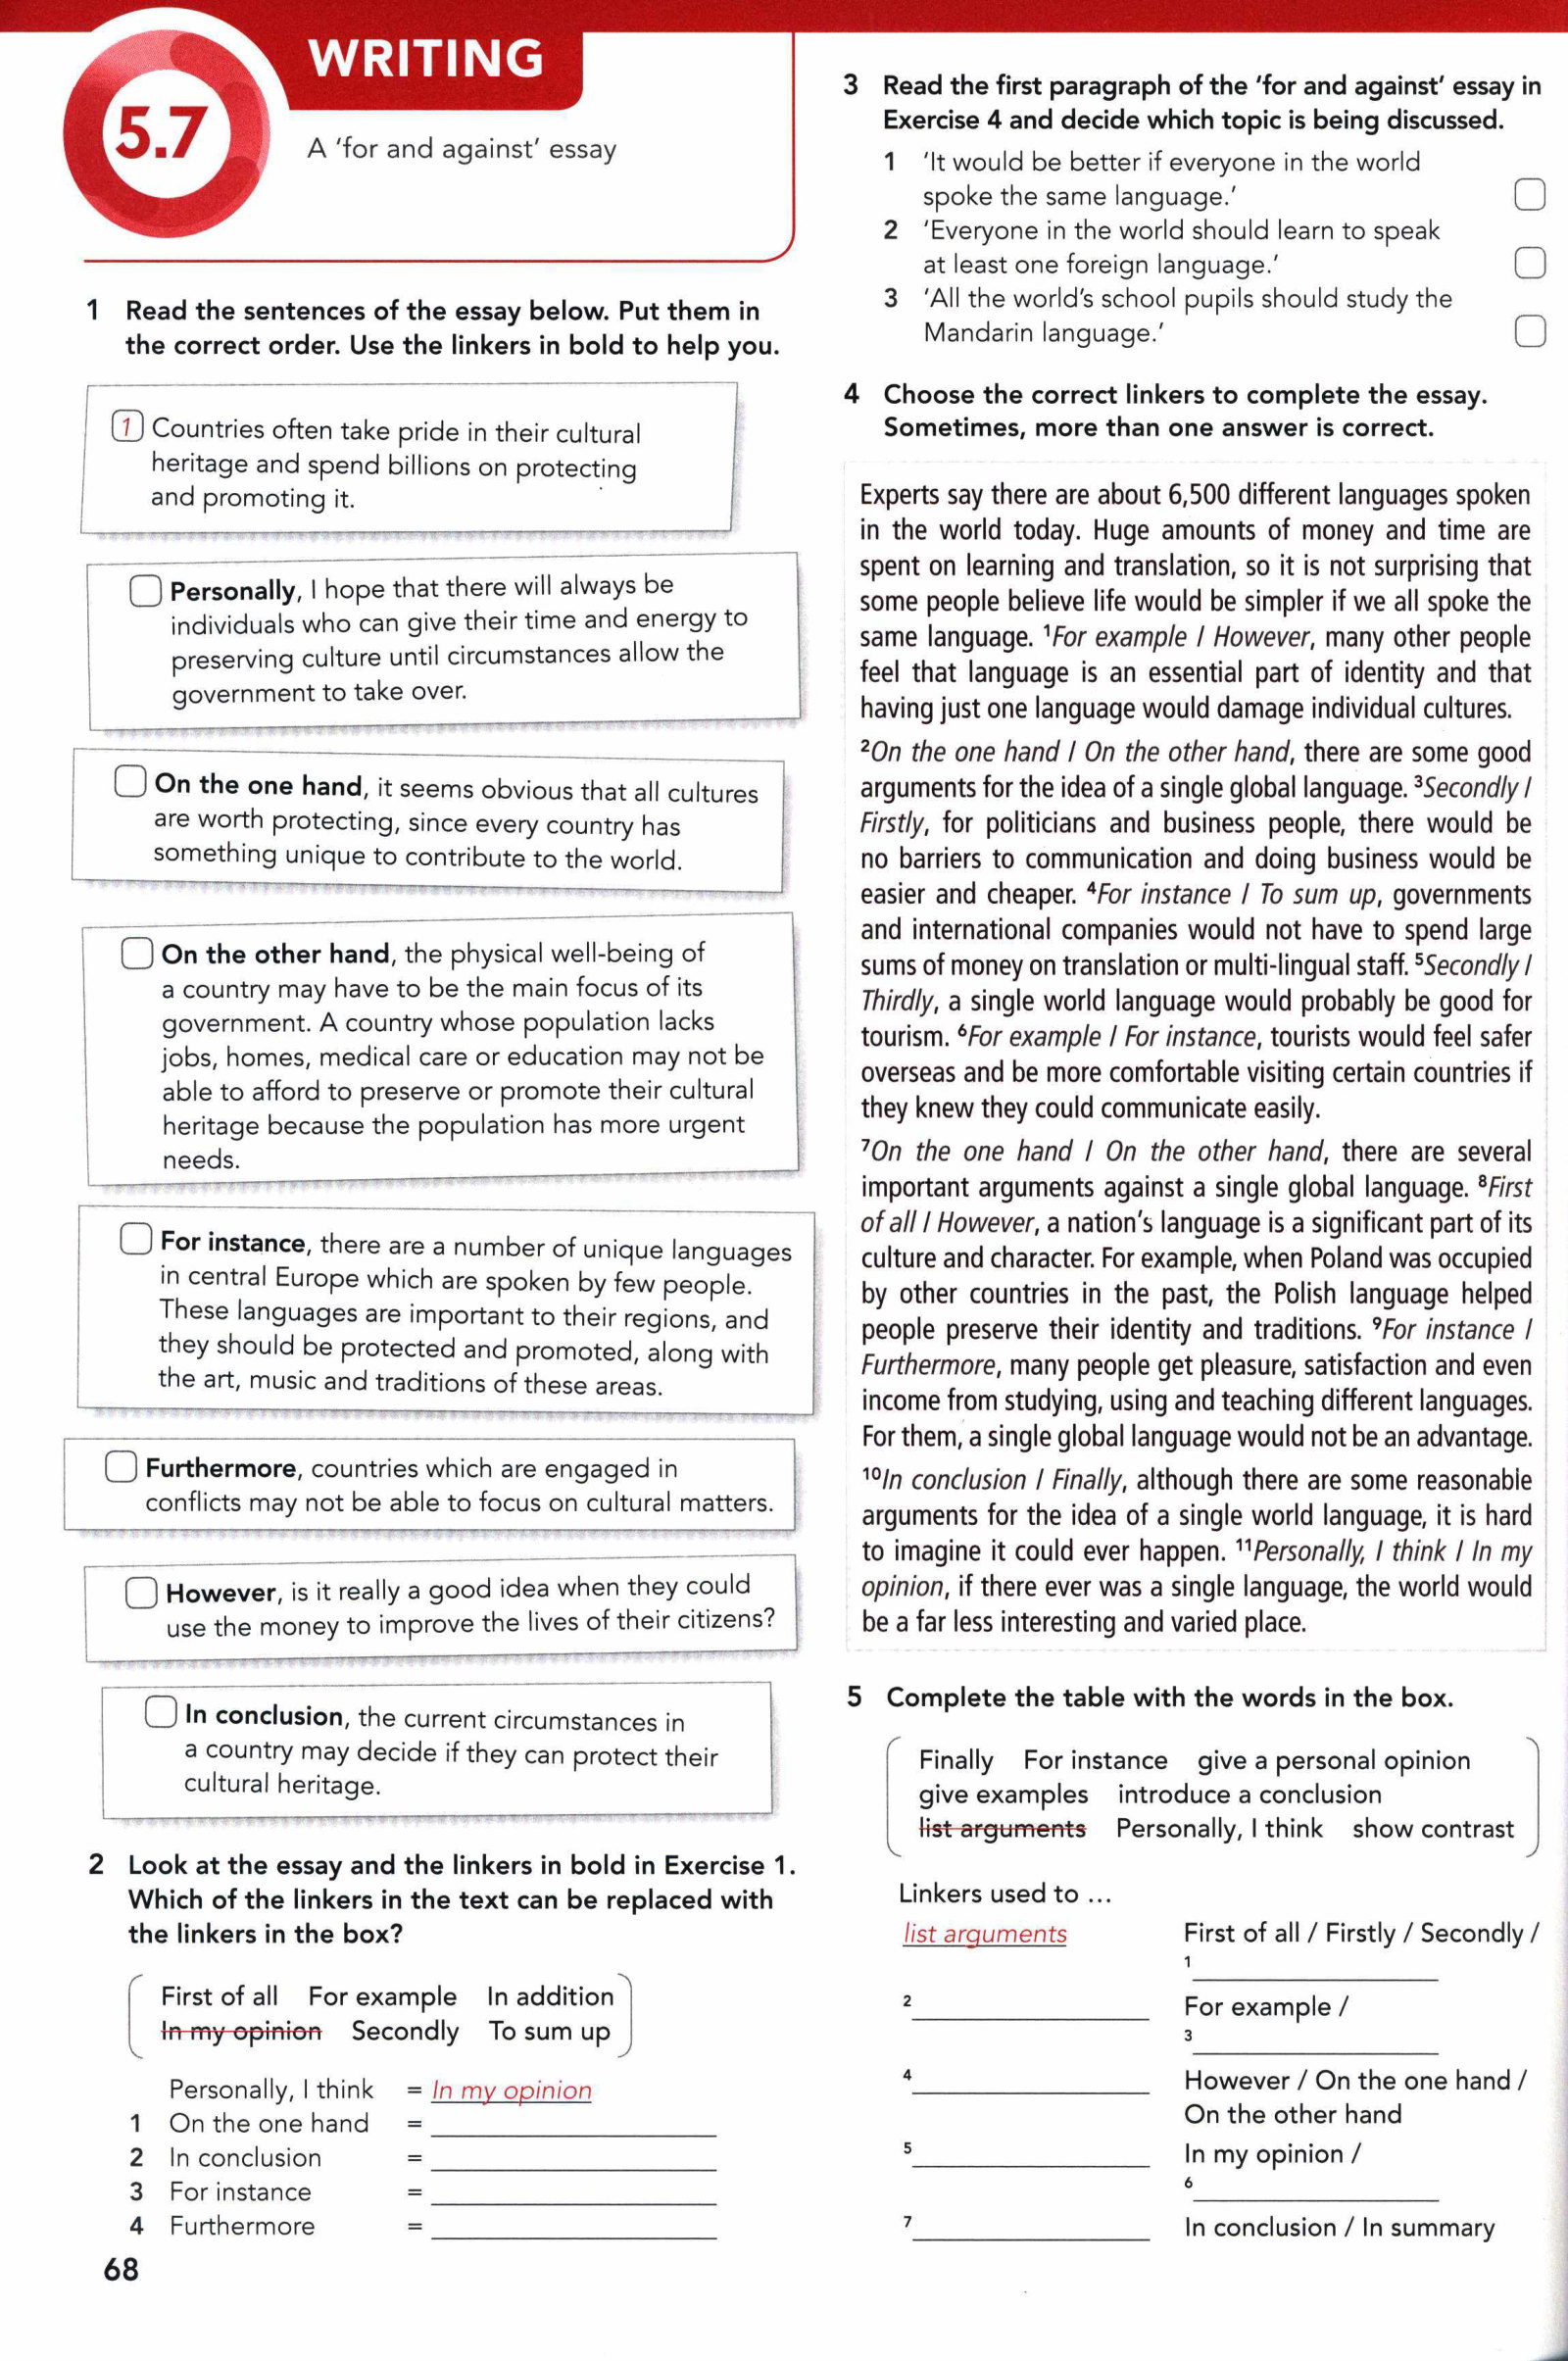 WRITING
5.7
A 'for and against' essay
1 Read the sentences of the essay below. Put them in
the correct order. Use the linkers in bold to help you.
1 Countries often take pride in their cultural
heritage and spend billions on protecting
and promoting it.
Personally, I hope that there will always be
individuals who can give their time and energy to
preserving culture until circumstances allow the
government to take over.
On the one hand, it seems obvious that all cultures
are worth protecting, since every country has
something unique to contribute to the world.
On the other hand, the physical well-being of
a country may have to be the main focus of its
government. A country whose population lacks
jobs, homes, medical care or education may not be
able to afford to preserve or promote their cultural
heritage because the population has more urgent
needs.
For instance, there are a number of unique languages
in central Europe which are spoken by few people.
These languages are important to their regions, and
they should be protected and promoted, along with
the art, music and traditions of these areas.
Furthermore, countries which are engaged in
conflicts may not be able to focus on cultural matters.
However, is it really a good idea when they could
use the money to improve the lives of their citizens?
In conclusion, the current circumstances in
a country may decide if they can protect their
cultural heritage.
2 Look at the essay and the linkers in bold in Exercise 1.
Which of the linkers in the text can be replaced with
the linkers in the box?
First of all For example In addition
In my opinion Secondly To sum up
Personally, I think = In my opinion
1 On the one hand =
2 In conclusion =
3 For instance =
4 Furthermore =
68
3 Read the first paragraph of the 'for and against' essay in
Exercise 4 and decide which topic is being discussed.
1 'It would be better if everyone in the world
spoke the same language.'
2 'Everyone in the world should learn to speak
at least one foreign language.'
3 'All the world's school pupils should study the
Mandarin language.'
4 Choose the correct linkers to complete the essay.
Sometimes, more than one answer is correct.
Experts say there are about 6,500 different languages spoken
in the world today. Huge amounts of money and time are
spent on learning and translation, so it is not surprising that
some people believe life would be simpler if we all spoke the
same language. ¹For example / However, many other people
feel that language is an essential part of identity and that
having just one language would damage individual cultures.
²On the one hand / On the other hand, there are some good
arguments for the idea of a single global language. ³Secondly /
Firstly, for politicians and business people, there would be
no barriers to communication and doing business would be
easier and cheaper. ⁴For instance / To sum up, governments
and international companies would not have to spend large
sums of money on translation or multi-lingual staff. ⁵Secondly /
Thirdly, a single world language would probably be good for
tourism. ⁶For example / For instance, tourists would feel safer
overseas and be more comfortable visiting certain countries if
they knew they could communicate easily.
⁷On the one hand / On the other hand, there are several
important arguments against a single global language. ⁸First
of all / However, a nation's language is a significant part of its
culture and character. For example, when Poland was occupied
by other countries in the past, the Polish language helped
people preserve their identity and traditions. ⁹For instance /
Furthermore, many people get pleasure, satisfaction and even
income from studying, using and teaching different languages.
For them, a single global language would not be an advantage.
¹⁰In conclusion / Finally, although there are some reasonable
arguments for the idea of a single world language, it is hard
to imagine it could ever happen. ¹¹Personally, I think / In my
opinion, if there ever was a single language, the world would
be a far less interesting and varied place.
5 Complete the table with the words in the box.
Finally For instance give a personal opinion
give examples introduce a conclusion
list arguments Personally, I think show contrast
Linkers used to ...
list arguments First of all / Firstly / Secondly /
1
2 For example /
3
4 However / On the one hand /
On the other hand
5 In my opinion /
6
7 In conclusion / In summary